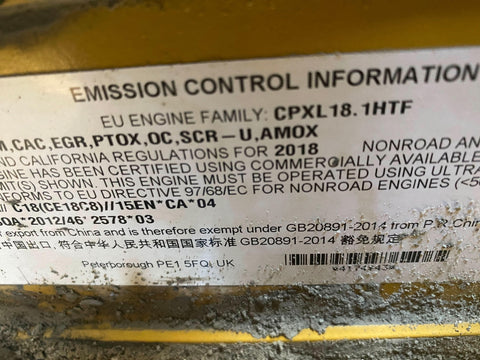 EMISSION CONTROL INFORMATION
EU ENGINE FAMILY: CPXL18.1HTF
M,CAC,EGR,PTOX,OC,SCR-U,AMOX
ND CALIFORNIA REGULATIONS FOR 2018 NONROAD AN
INE HAS BEEN CERTIFIED USING COMMERCIALLY AVAILABLE
MIT(S). THIS ENGINE MUST BE OPERATED USING ULTRA
FORMS TO EU DIRECTIVE 97/68/EC FOR NONROAD ENGINES (<50
C18(CE18C8)//15EN*CA*04
2012/46* 2578*03
r export from China and is therefore exempt under GB20891-2014 from P.R.Chin
中国出口, 符合中华人民共和国国家标准 GB20891-2014 豁免规定
Peterborough PE1 5FQ, UK